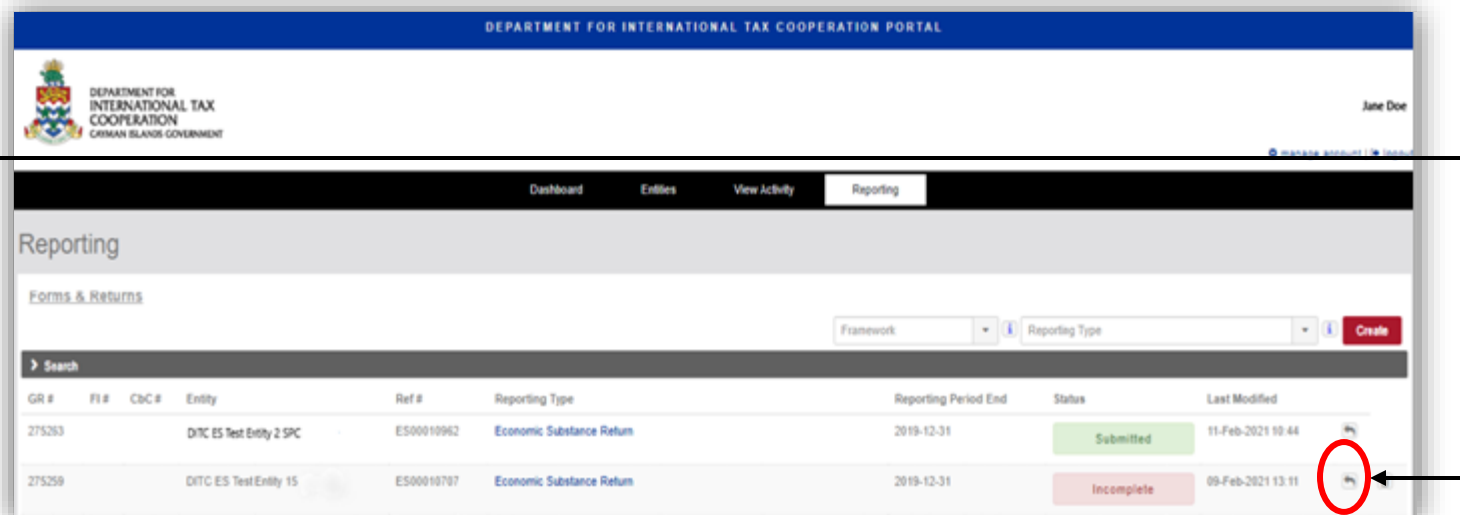 DEPARTMENT FOR INTERNATIONAL TAX COOPERATION PORTAL
DEPARTMENT FOR
INTERNATIONAL TAX
COOPERATION
CAYMAN ISLANDS GOVERNMENT
Jane Doe
manage account | logout
Dashboard Entities View Activity Reporting
Reporting
Forms & Returns
Framework i Reporting Type i Create
Search
GR # FI # CbC # Entity Ref # Reporting Type Reporting Period End Status Last Modified
275263 DITC ES Test Entity 2 SPC ES00010962 Economic Substance Return 2019-12-31 Submitted 11-Feb-2021 10:44
275259 DITC ES Test Entity 15 ES00010707 Economic Substance Return 2019-12-31 Incomplete 09-Feb-2021 13:11